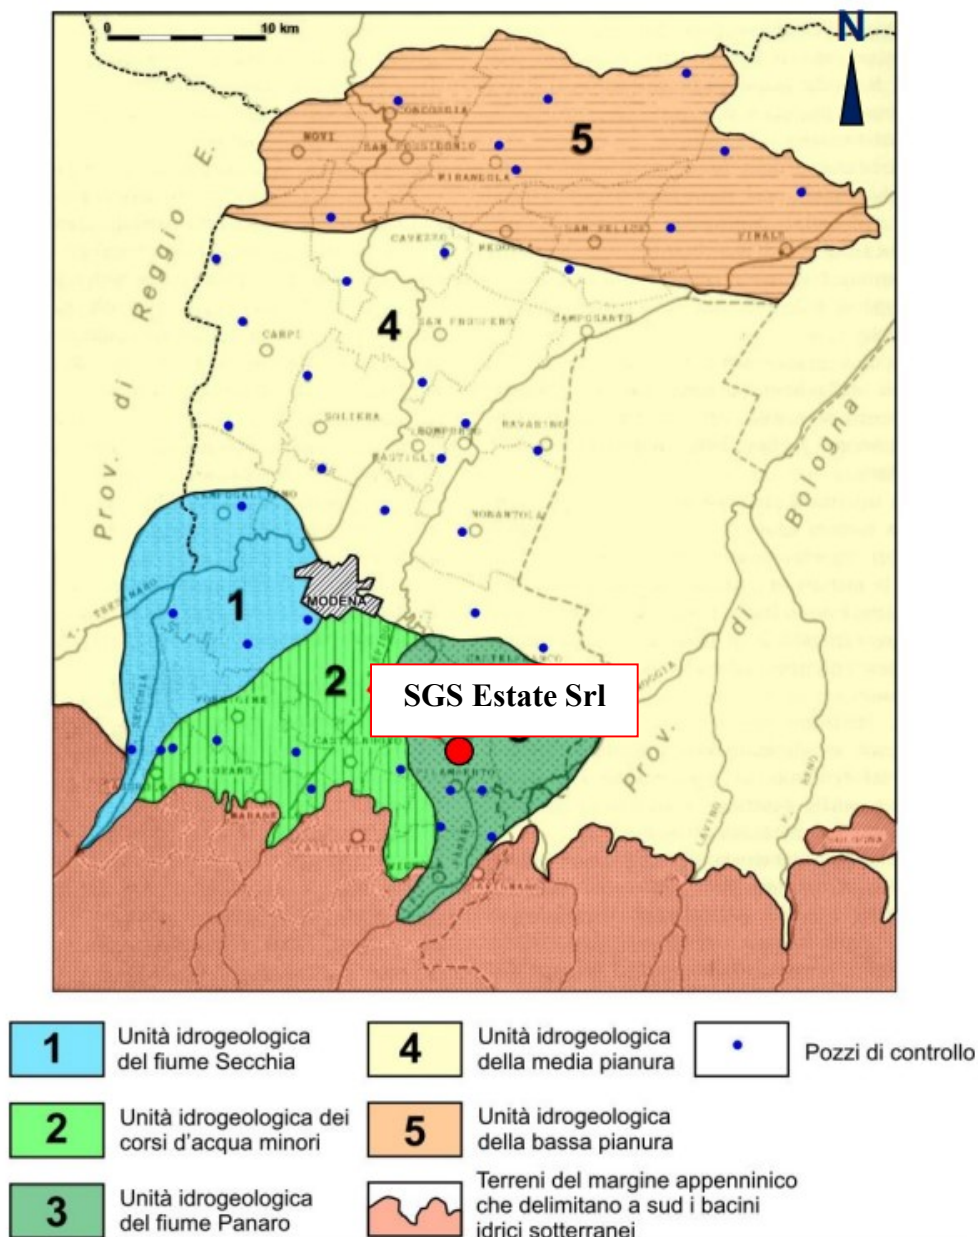 0
10 km
N
CONCORDIA
NOVI
5
MIRANDOLA
CAVEZZO
MEDOLLA
SAN FELICE
FINALE
4
SAN PROSPERO
CAMPOSANTO
CARPI
SOLIERA
BOMPORTO
RAVARINO
BASTIGLIA
Prov. di Reggio E.
Prov. di Bologna
NONANTOLA
1
MODENA
SECCHIA
2
SGS Estate Srl
FORMIGINE
CASTELNUOVO
FIORANO
SPILAMBERTO
MARANELLO
LAVINO
BOLOGNA
1
Unità idrogeologica
del fiume Secchia
4
Unità idrogeologica
della media pianura
Pozzi di controllo
2
Unità idrogeologica dei
corsi d'acqua minori
5
Unità idrogeologica
della bassa pianura
3
Unità idrogeologica
del fiume Panaro
Terreni del margine appenninico
che delimitano a sud i bacini
idrici sotterranei